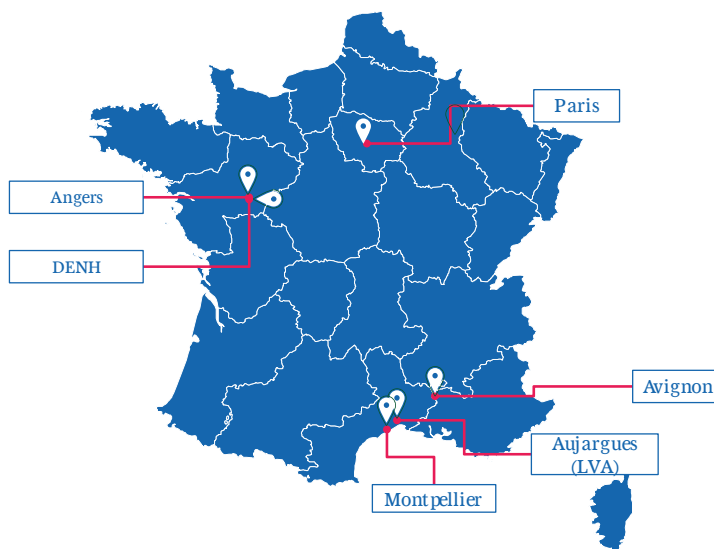 Paris
Angers
DENH
Avignon
Aujargues
(LVA)
Montpellier